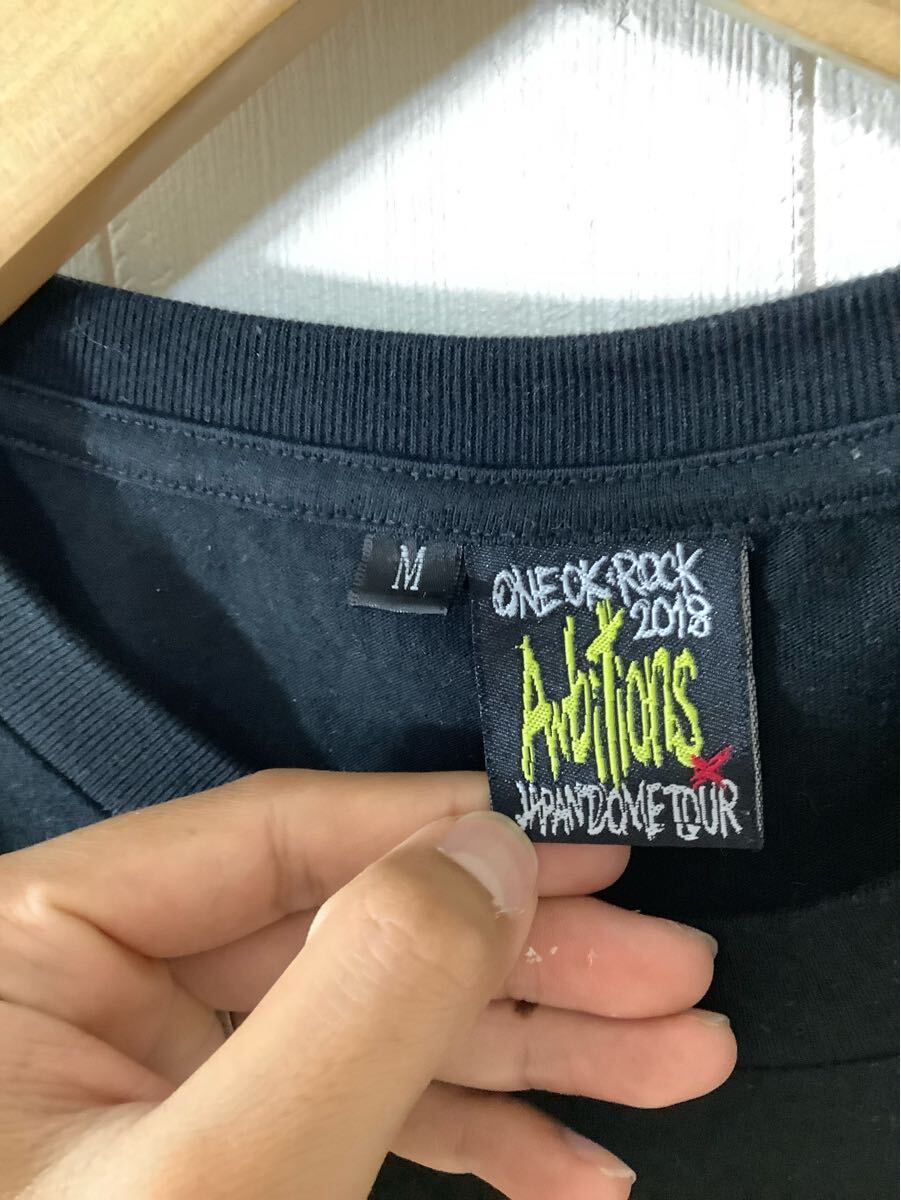 M
ONE OK ROCK
2018
Ambitions
JAPAN DOME TOUR